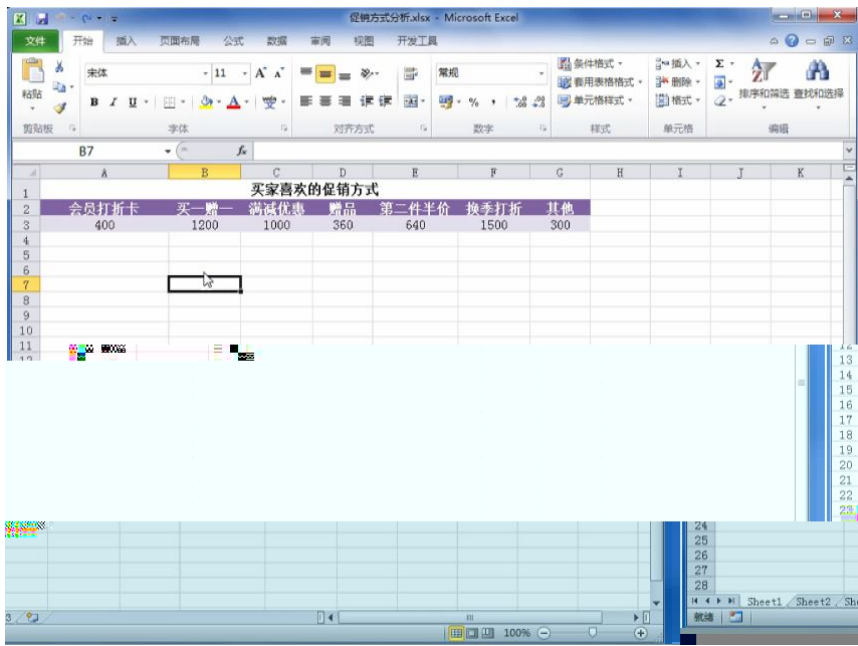 促销方式分析.xlsx - Microsoft Excel
文件 开始 插入 页面布局 公式 数据 审阅 视图 开发工具
宋体 11 A A 常规 条件格式 插入 Σ
粘贴 套用表格格式 删除 排序和筛选 查找和选择
B I U A 变 % , 单元格样式 格式
剪贴板 字体 对齐方式 数字 样式 单元格 编辑
B7 fx
A B C D E F G H I J K
1 买家喜欢的促销方式
2 会员打折卡 买一赠一 满减优惠 赠品 第二件半价 换季打折 其他
3 400 1200 1000 360 640 1500 300
4
5
6
7
8
9
10
11
12
13
14
15
16
17
18
19
20
21
22
23
24
25
26
27
28
Sheet1 Sheet2 Sh
3 就绪
100%